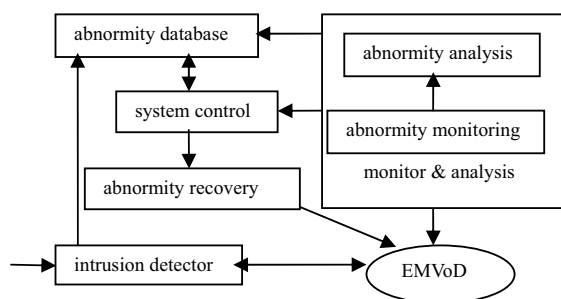 abnormity database
abnormity analysis
system control
abnormity monitoring
monitor & analysis
abnormity recovery
intrusion detector
EMVoD